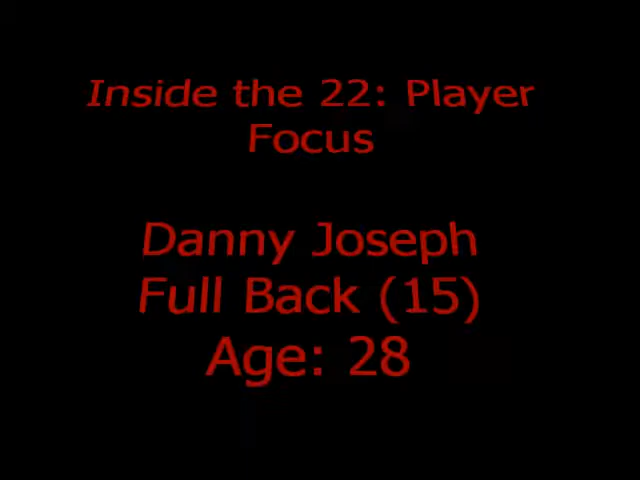 Inside the 22: Player
Focus
Danny Joseph
Full Back (15)
Age: 28